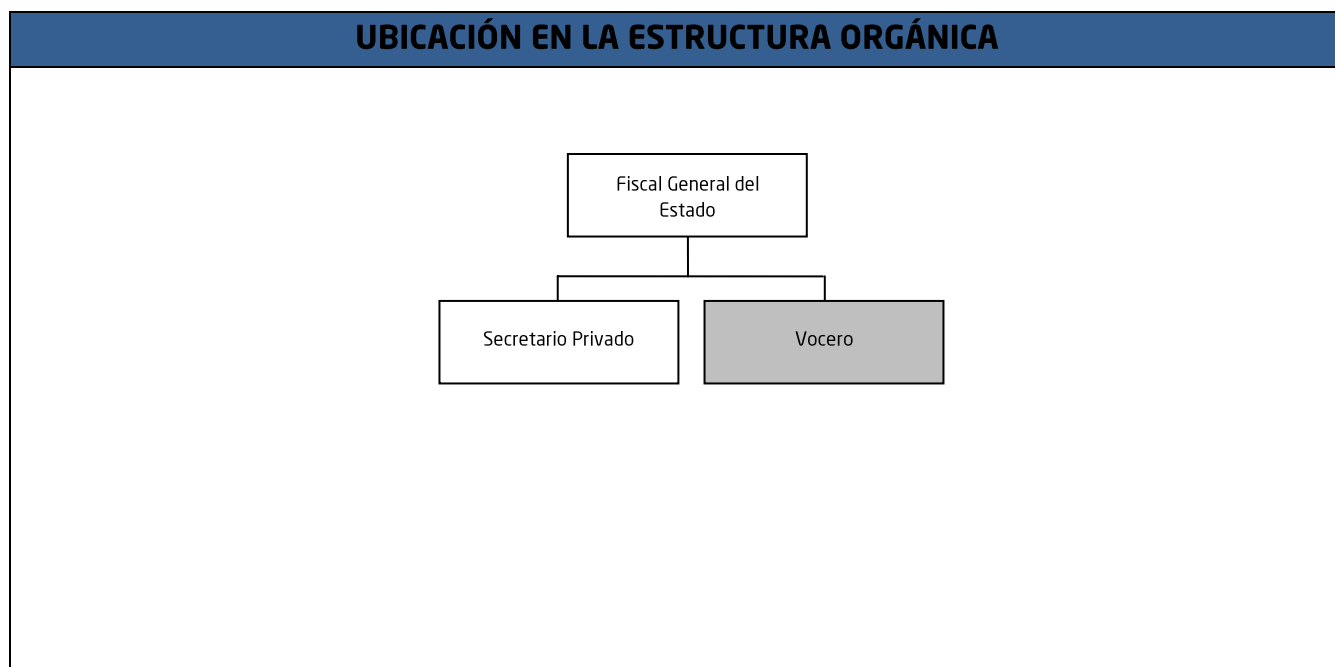 UBICACIÓN EN LA ESTRUCTURA ORGÁNICA
Fiscal General del
Estado
Secretario Privado
Vocero